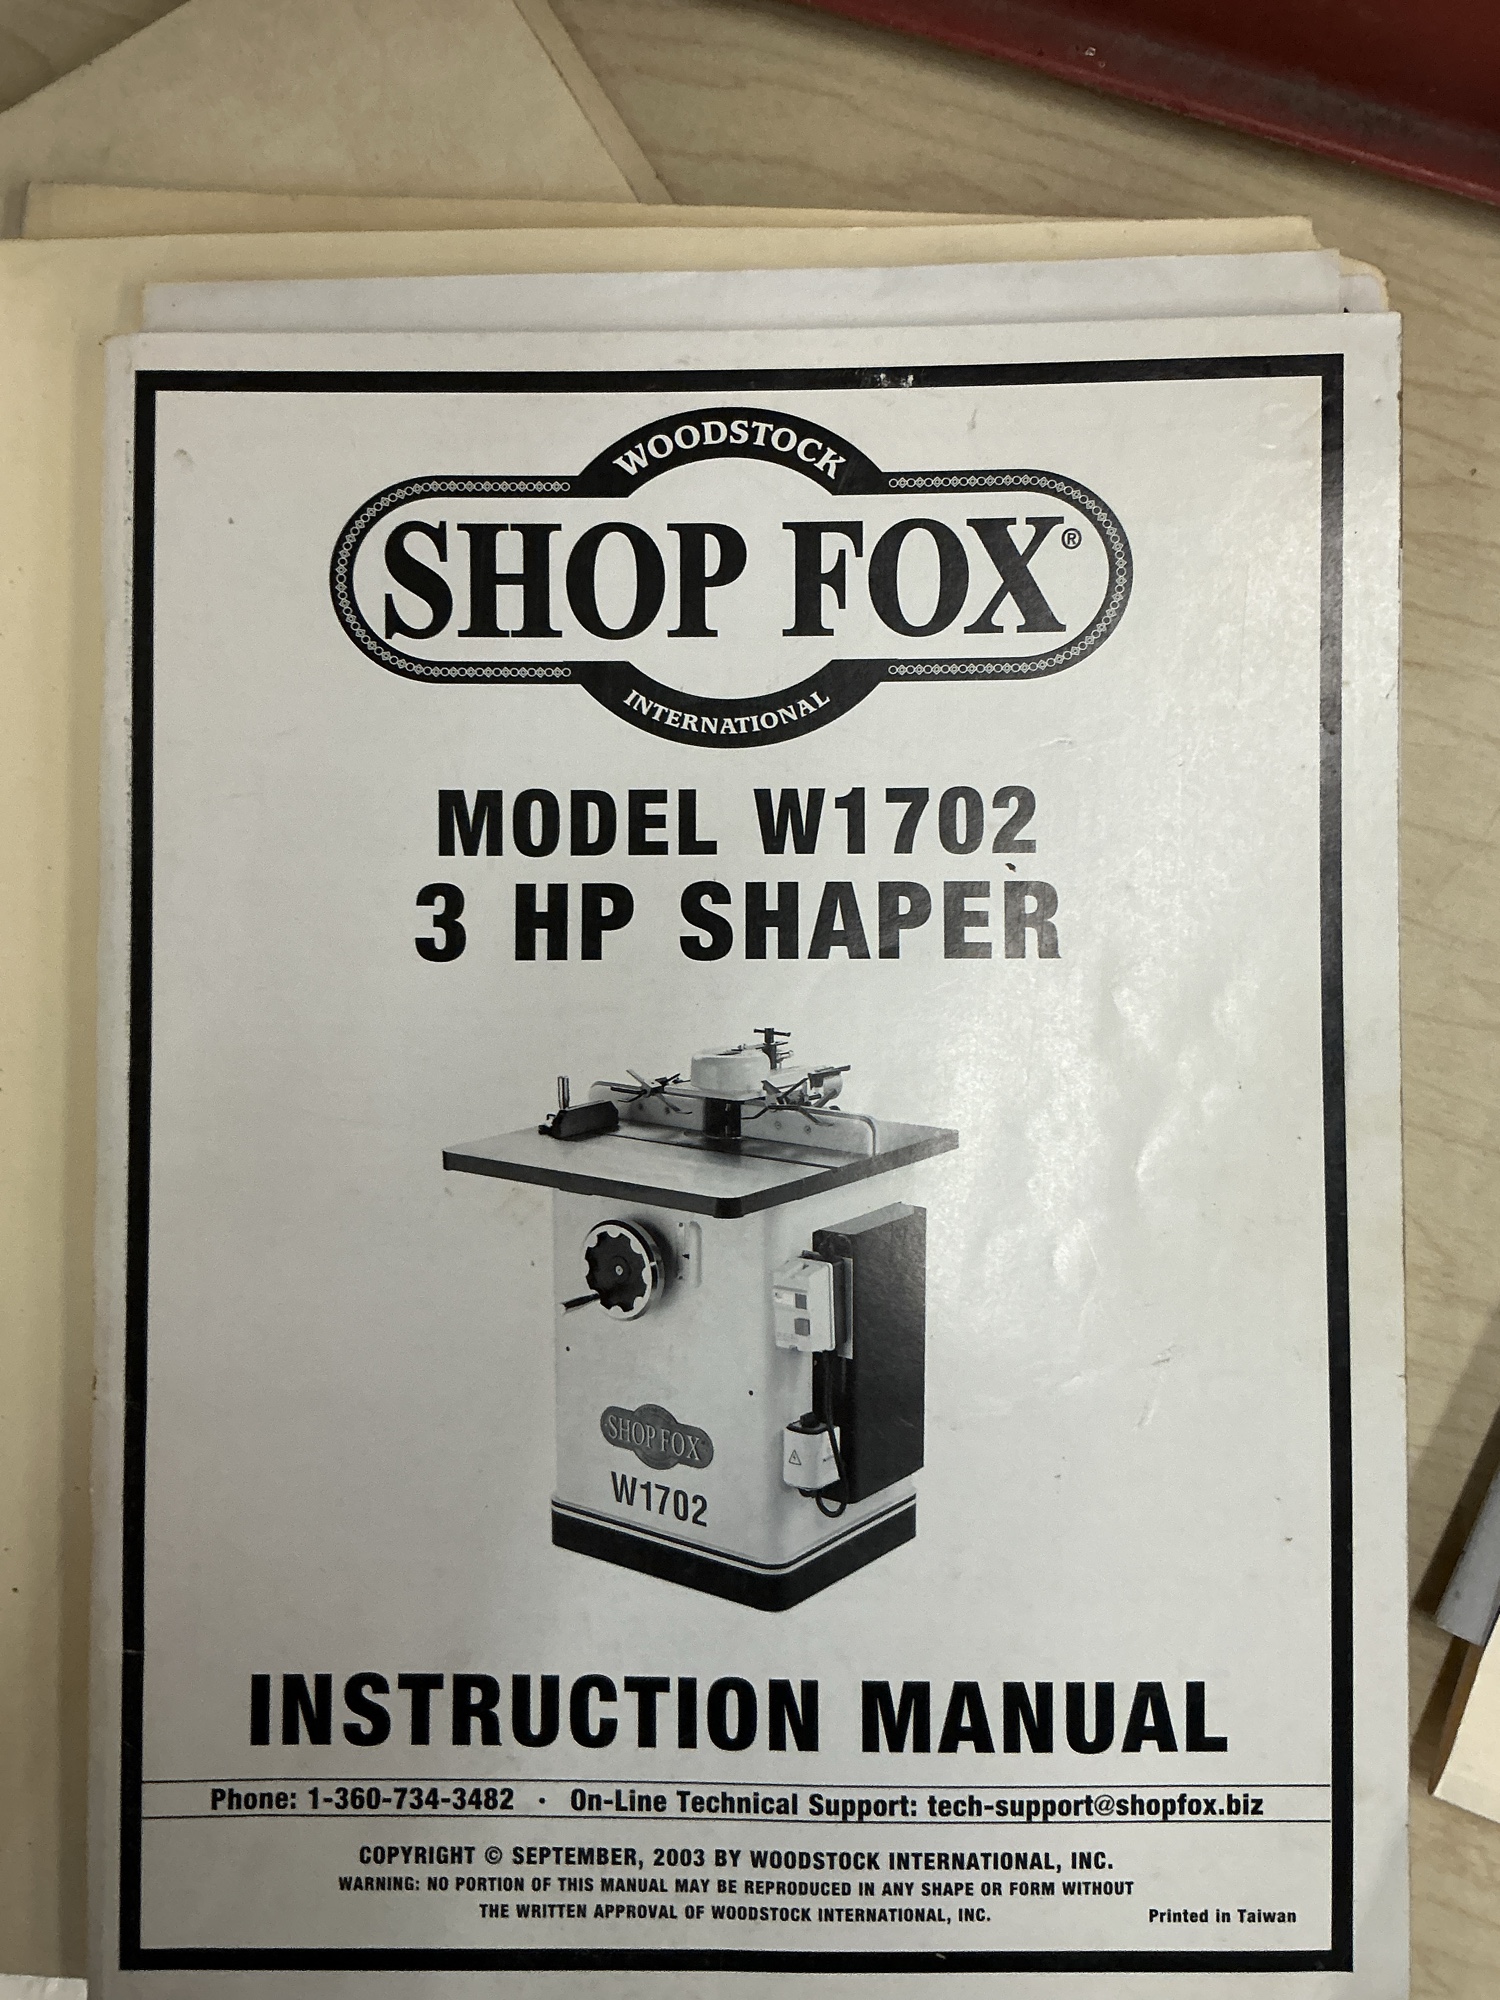 WOODSTOCK
SHOP FOX®
INTERNATIONAL
MODEL W1702
3 HP SHAPER
SHOP FOX
W1702
INSTRUCTION MANUAL
Phone: 1-360-734-3482 · On-Line Technical Support: tech-support@shopfox.biz
COPYRIGHT © SEPTEMBER, 2003 BY WOODSTOCK INTERNATIONAL, INC.
WARNING: NO PORTION OF THIS MANUAL MAY BE REPRODUCED IN ANY SHAPE OR FORM WITHOUT
THE WRITTEN APPROVAL OF WOODSTOCK INTERNATIONAL, INC.
Printed in Taiwan